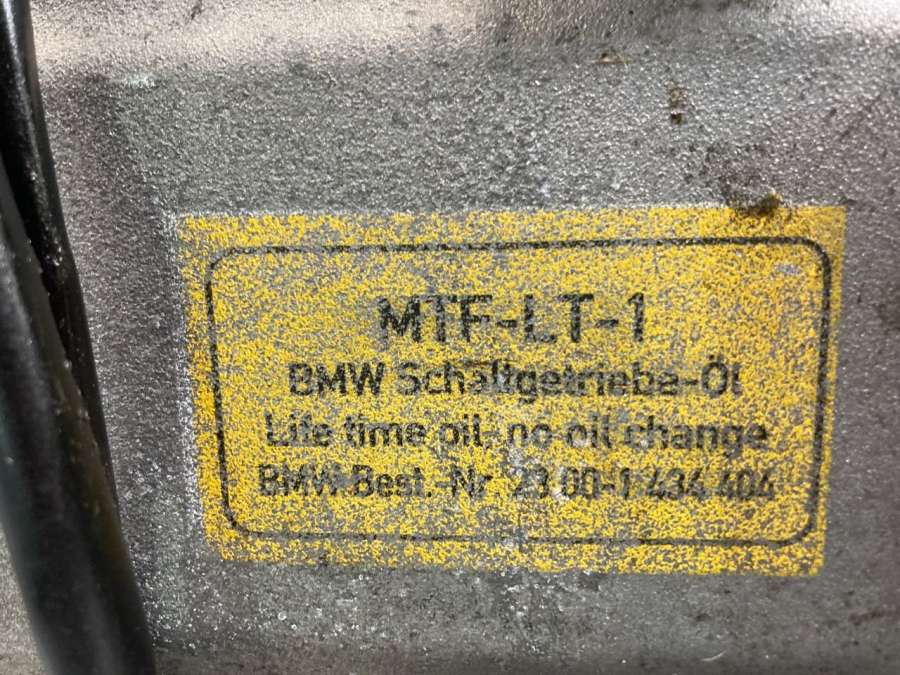 MTF-LT-1
BMW Schaltgetriebe-Öl
Life time oil-no oil change
BMW Best.-Nr. 23 00-1 434 404